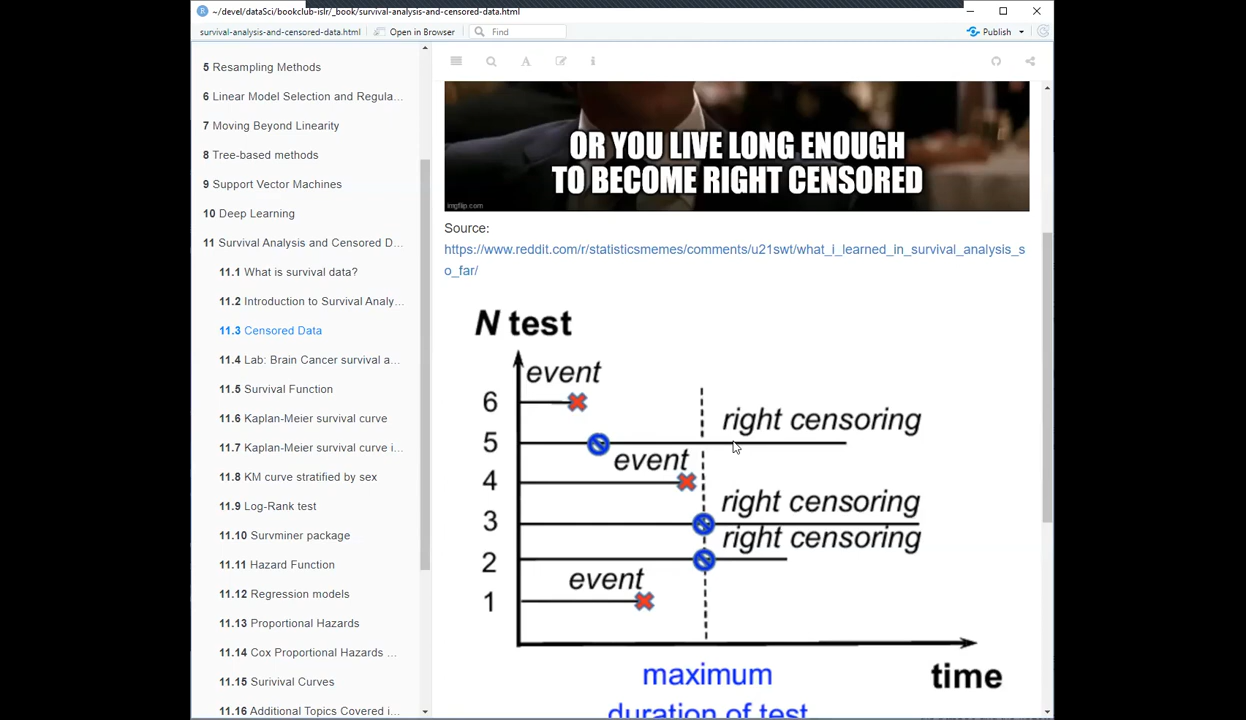 ~/devel/dataSci/bookclub-islr/_book/survival-analysis-and-censored-data.html
survival-analysis-and-censored-data.html
Open in Browser
Find
Publish
5 Resampling Methods
6 Linear Model Selection and Regula...
7 Moving Beyond Linearity
8 Tree-based methods
9 Support Vector Machines
10 Deep Learning
11 Survival Analysis and Censored D...
11.1 What is survival data?
11.2 Introduction to Survival Analy...
11.3 Censored Data
11.4 Lab: Brain Cancer survival a...
11.5 Survival Function
11.6 Kaplan-Meier survival curve
11.7 Kaplan-Meier survival curve i...
11.8 KM curve stratified by sex
11.9 Log-Rank test
11.10 Survminer package
11.11 Hazard Function
11.12 Regression models
11.13 Proportional Hazards
11.14 Cox Proportional Hazards ...
11.15 Surivival Curves
11.16 Additional Topics Covered i...
OR YOU LIVE LONG ENOUGH
TO BECOME RIGHT CENSORED
imgflip.com
Source:
https://www.reddit.com/r/statisticsmemes/comments/u21swt/what_i_learned_in_survival_analysis_s
o_far/
N test
event
6
right censoring
5
event
4
right censoring
3
right censoring
2
event
1
maximum
time
duration of test